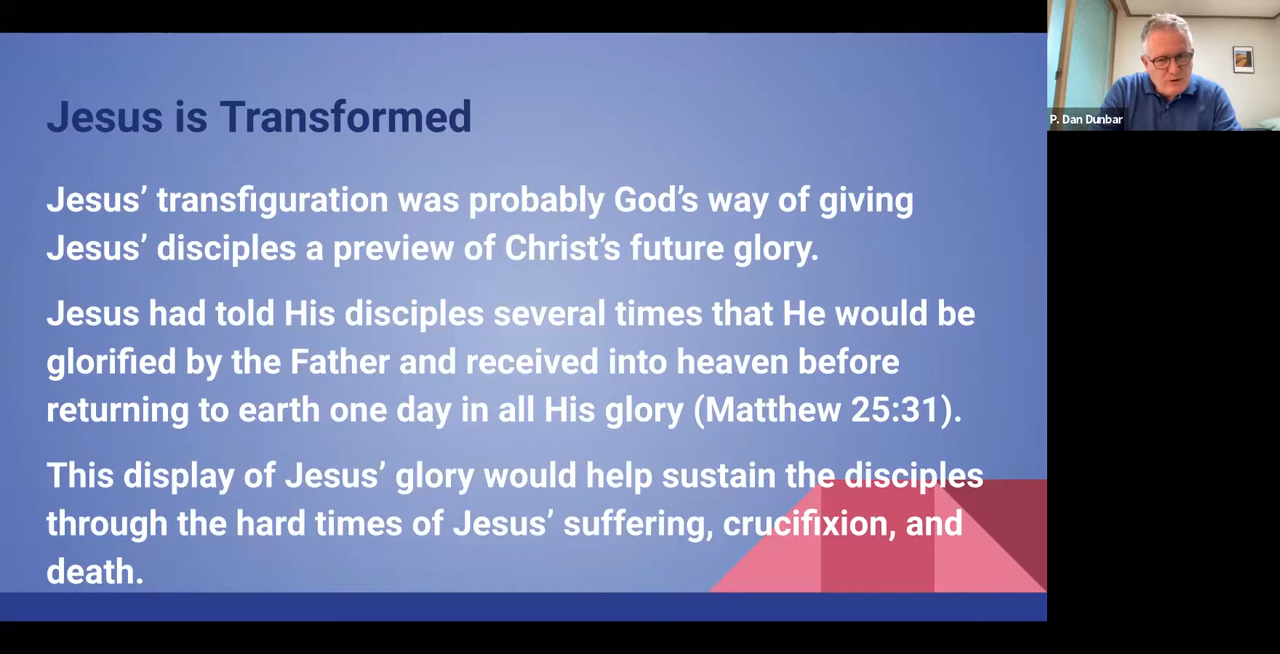 Jesus is Transformed
Jesus’ transfiguration was probably God’s way of giving
Jesus’ disciples a preview of Christ’s future glory.
Jesus had told His disciples several times that He would be
glorified by the Father and received into heaven before
returning to earth one day in all His glory (Matthew 25:31).
This display of Jesus’ glory would help sustain the disciples
through the hard times of Jesus’ suffering, crucifixion, and
death.
P. Dan Dunbar